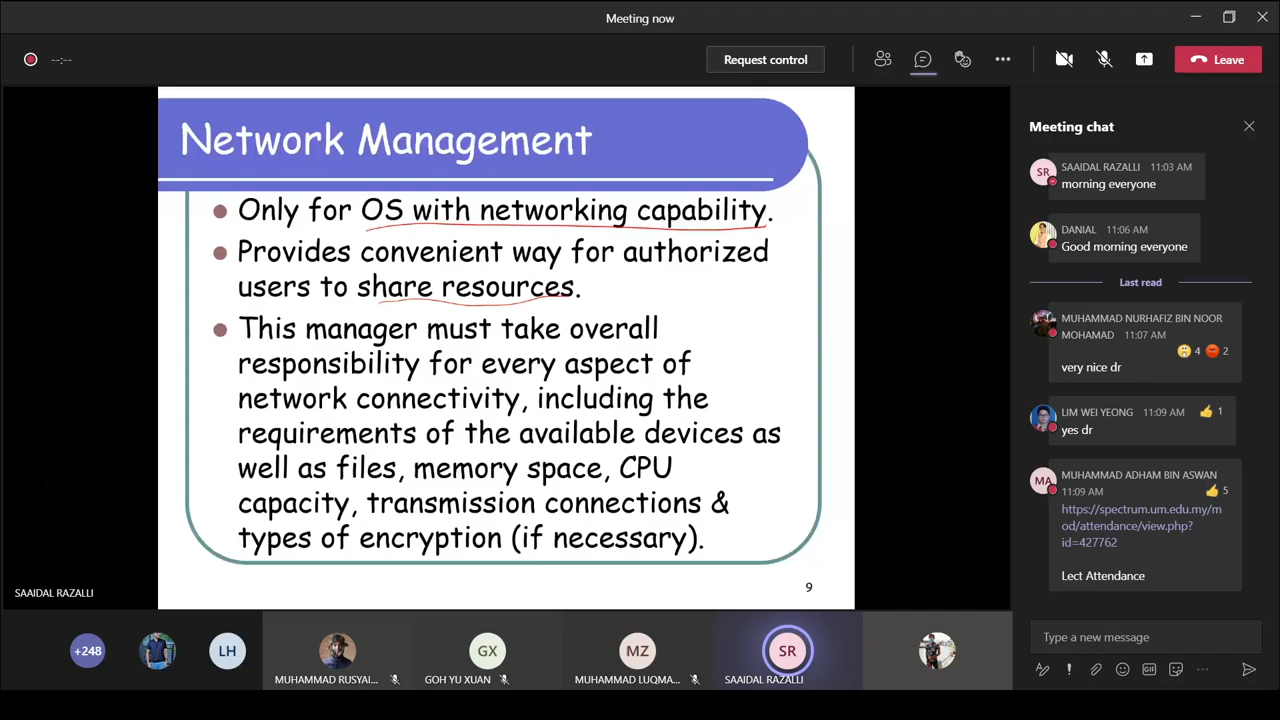 Meeting now
--:--
Request control
Leave
Network Management
Only for OS with networking capability.
Provides convenient way for authorized
users to share resources.
This manager must take overall
responsibility for every aspect of
network connectivity, including the
requirements of the available devices as
well as files, memory space, CPU
capacity, transmission connections &
types of encryption (if necessary).
9
SAAIDAL RAZALLI
Meeting chat
SR
SAAIDAL RAZALLI 11:03 AM
morning everyone
DANIAL 11:06 AM
Good morning everyone
Last read
MUHAMMAD NURHAFIZ BIN NOOR
MOHAMAD 11:07 AM
4 2
very nice dr
LIM WEI YEONG 11:09 AM 1
yes dr
MA
MUHAMMAD ADHAM BIN ASWAN
11:09 AM 5
https://spectrum.um.edu.my/m
od/attendance/view.php?
id=427762
Lect Attendance
Type a new message
GIF
+248
LH
GX
MZ
SR
MUHAMMAD RUSYAI...
GOH YU XUAN
MUHAMMAD LUQMA...
SAAIDAL RAZALLI